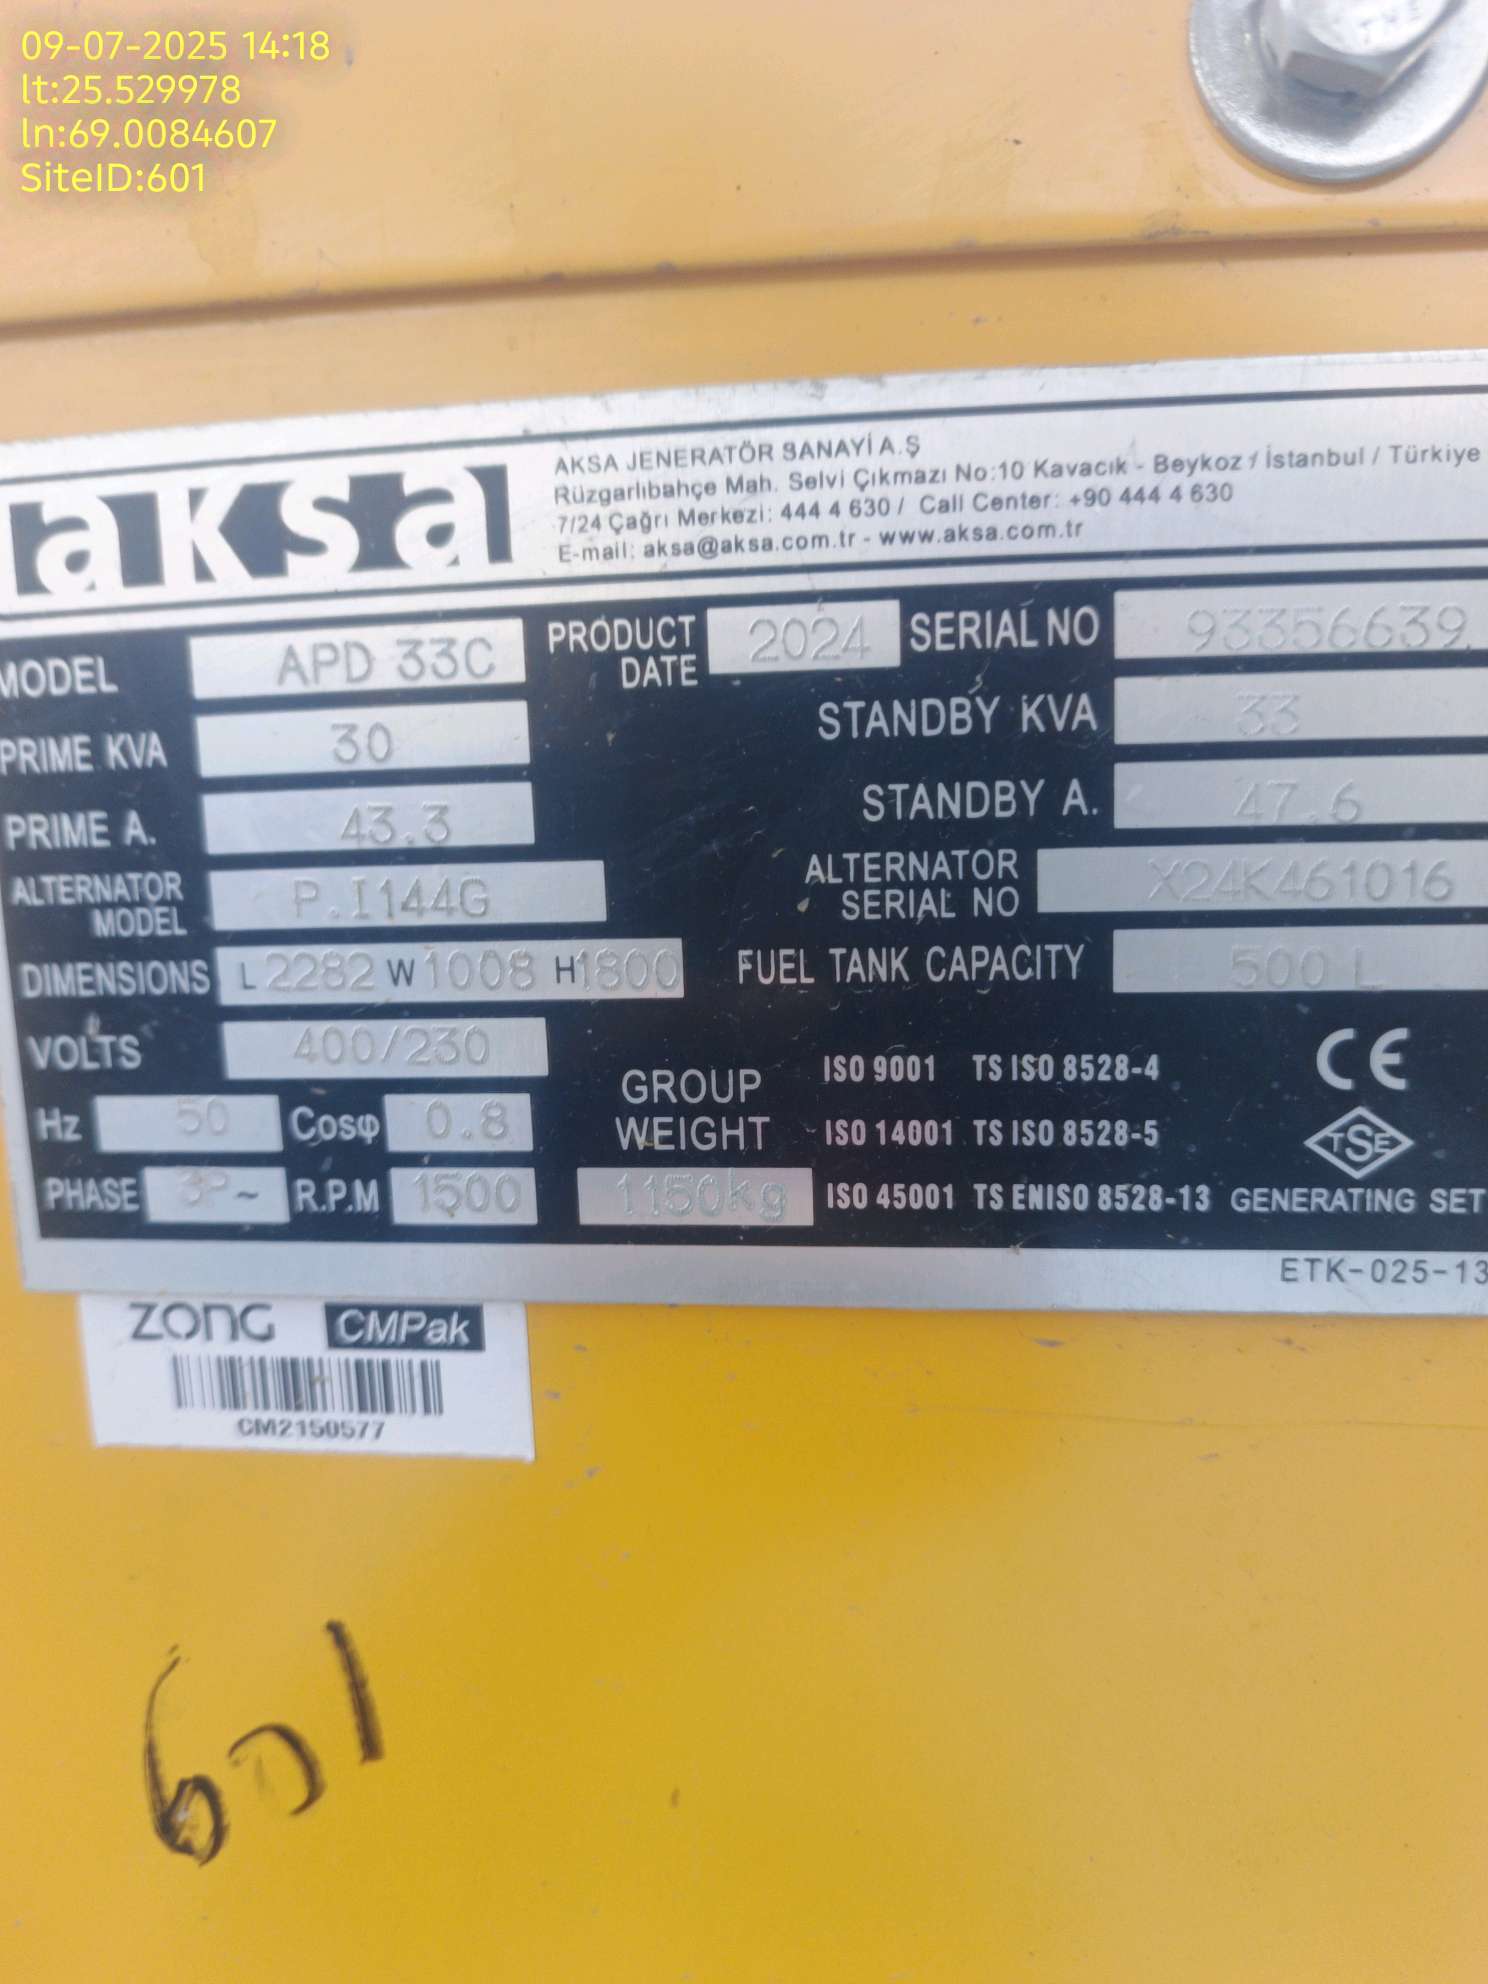 09-07-2025 14:18
lt:25.529978
ln:69.0084607
SiteID:601
THE
aksa
AKSA JENERATÖR SANAYİ A.Ş
Rüzgarlıbahçe Mah. Selvi Çıkmazı No:10 Kavacık - Beykoz / İstanbul / Türkiye
7/24 Çağrı Merkezi: 444 4 630 / Call Center: +90 444 4 630
E-mail: aksa@aksa.com.tr - www.aksa.com.tr
MODEL APD 33C PRODUCT DATE 2024 SERIAL NO 93356639
PRIME KVA 30 STANDBY KVA 33
PRIME A. 43.3 STANDBY A. 47.6
ALTERNATOR MODEL P.I144G ALTERNATOR SERIAL NO X24K461016
DIMENSIONS L 2282 W 1008 H 1800 FUEL TANK CAPACITY 500 L
VOLTS 400/230 GROUP WEIGHT ISO 9001 TS ISO 8528-4 CE
Hz 50 Cosφ 0.8 ISO 14001 TS ISO 8528-5 TSE
PHASE 3P~ R.P.M 1500 1150kg ISO 45001 TS ENISO 8528-13 GENERATING SET
ETK-025-13
ZONG CMPak
CM2150577
601